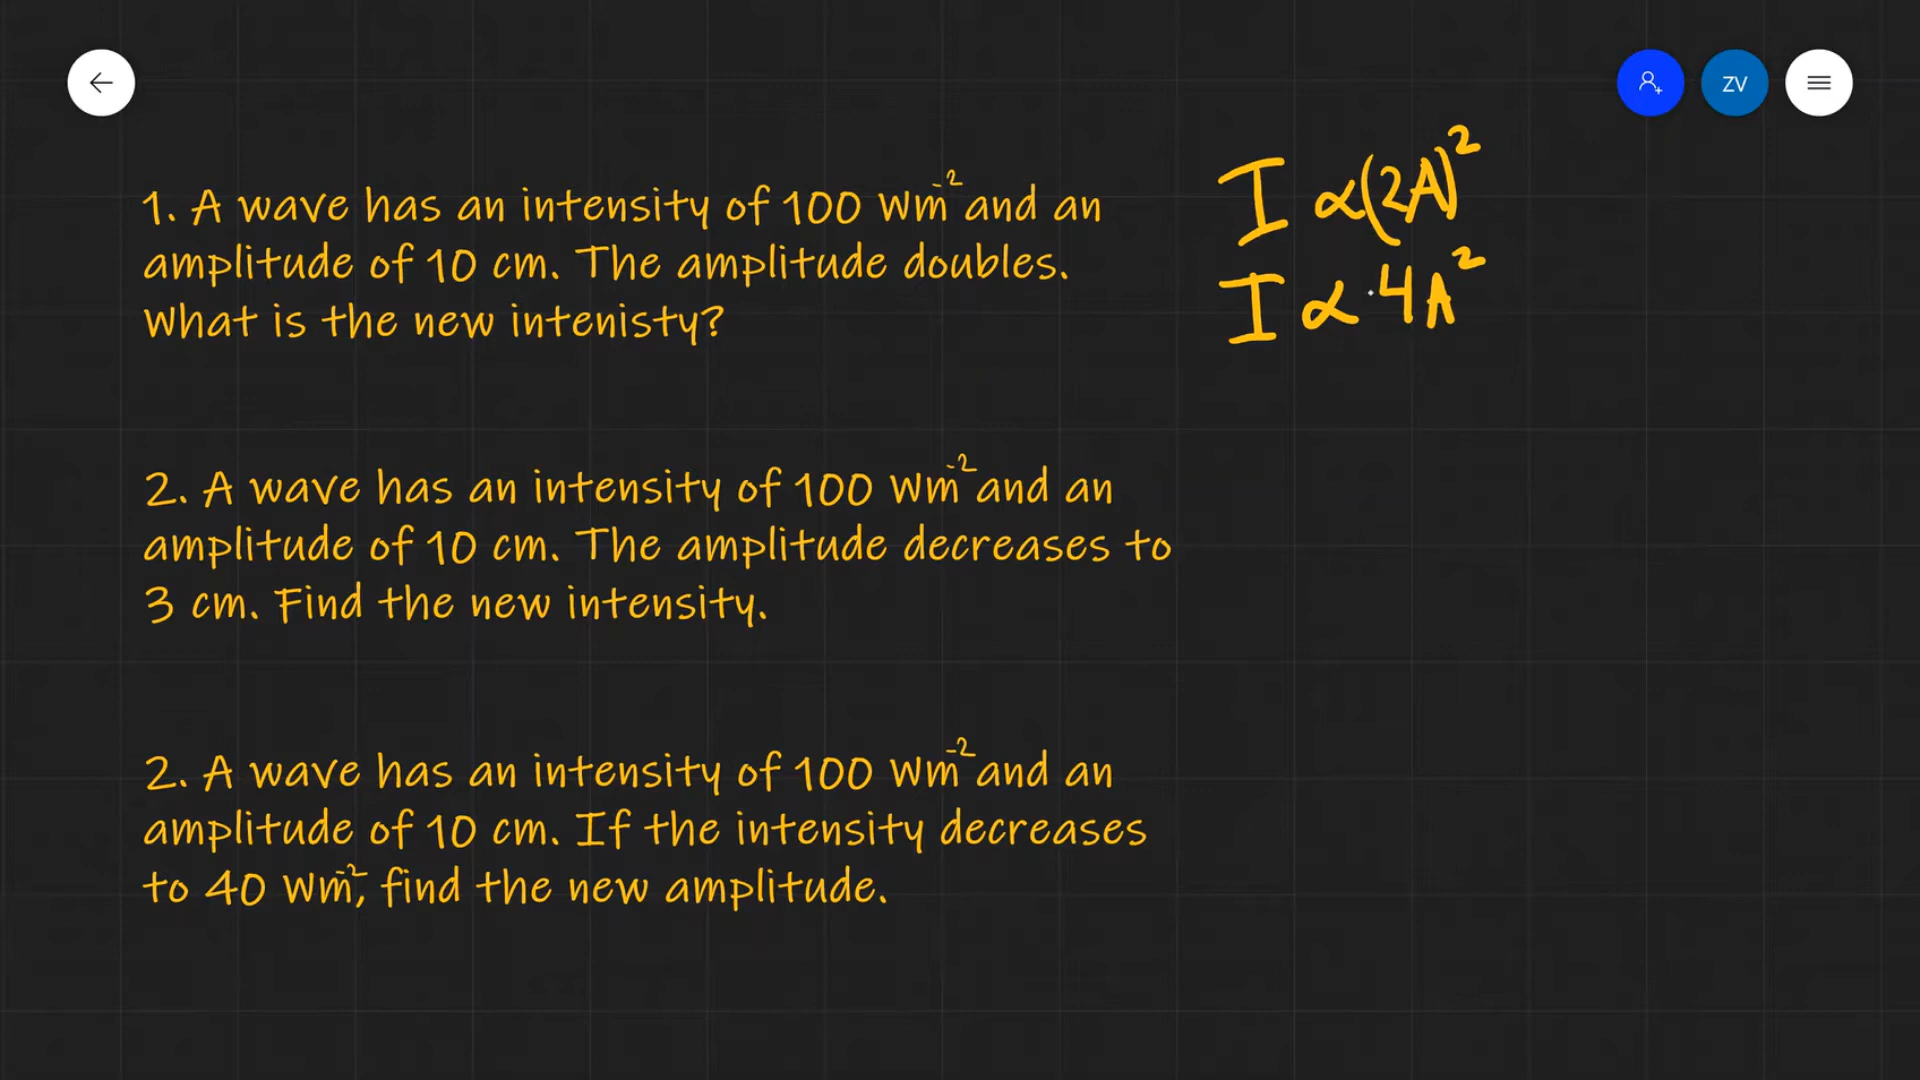 ZV
1. A wave has an intensity of 100 Wm⁻² and an
amplitude of 10 cm. The amplitude doubles.
What is the new intenisty?
I ∝ (2A)²
I ∝ 4A²
2. A wave has an intensity of 100 Wm⁻² and an
amplitude of 10 cm. The amplitude decreases to
3 cm. Find the new intensity.
2. A wave has an intensity of 100 Wm⁻² and an
amplitude of 10 cm. If the intensity decreases
to 40 Wm⁻², find the new amplitude.